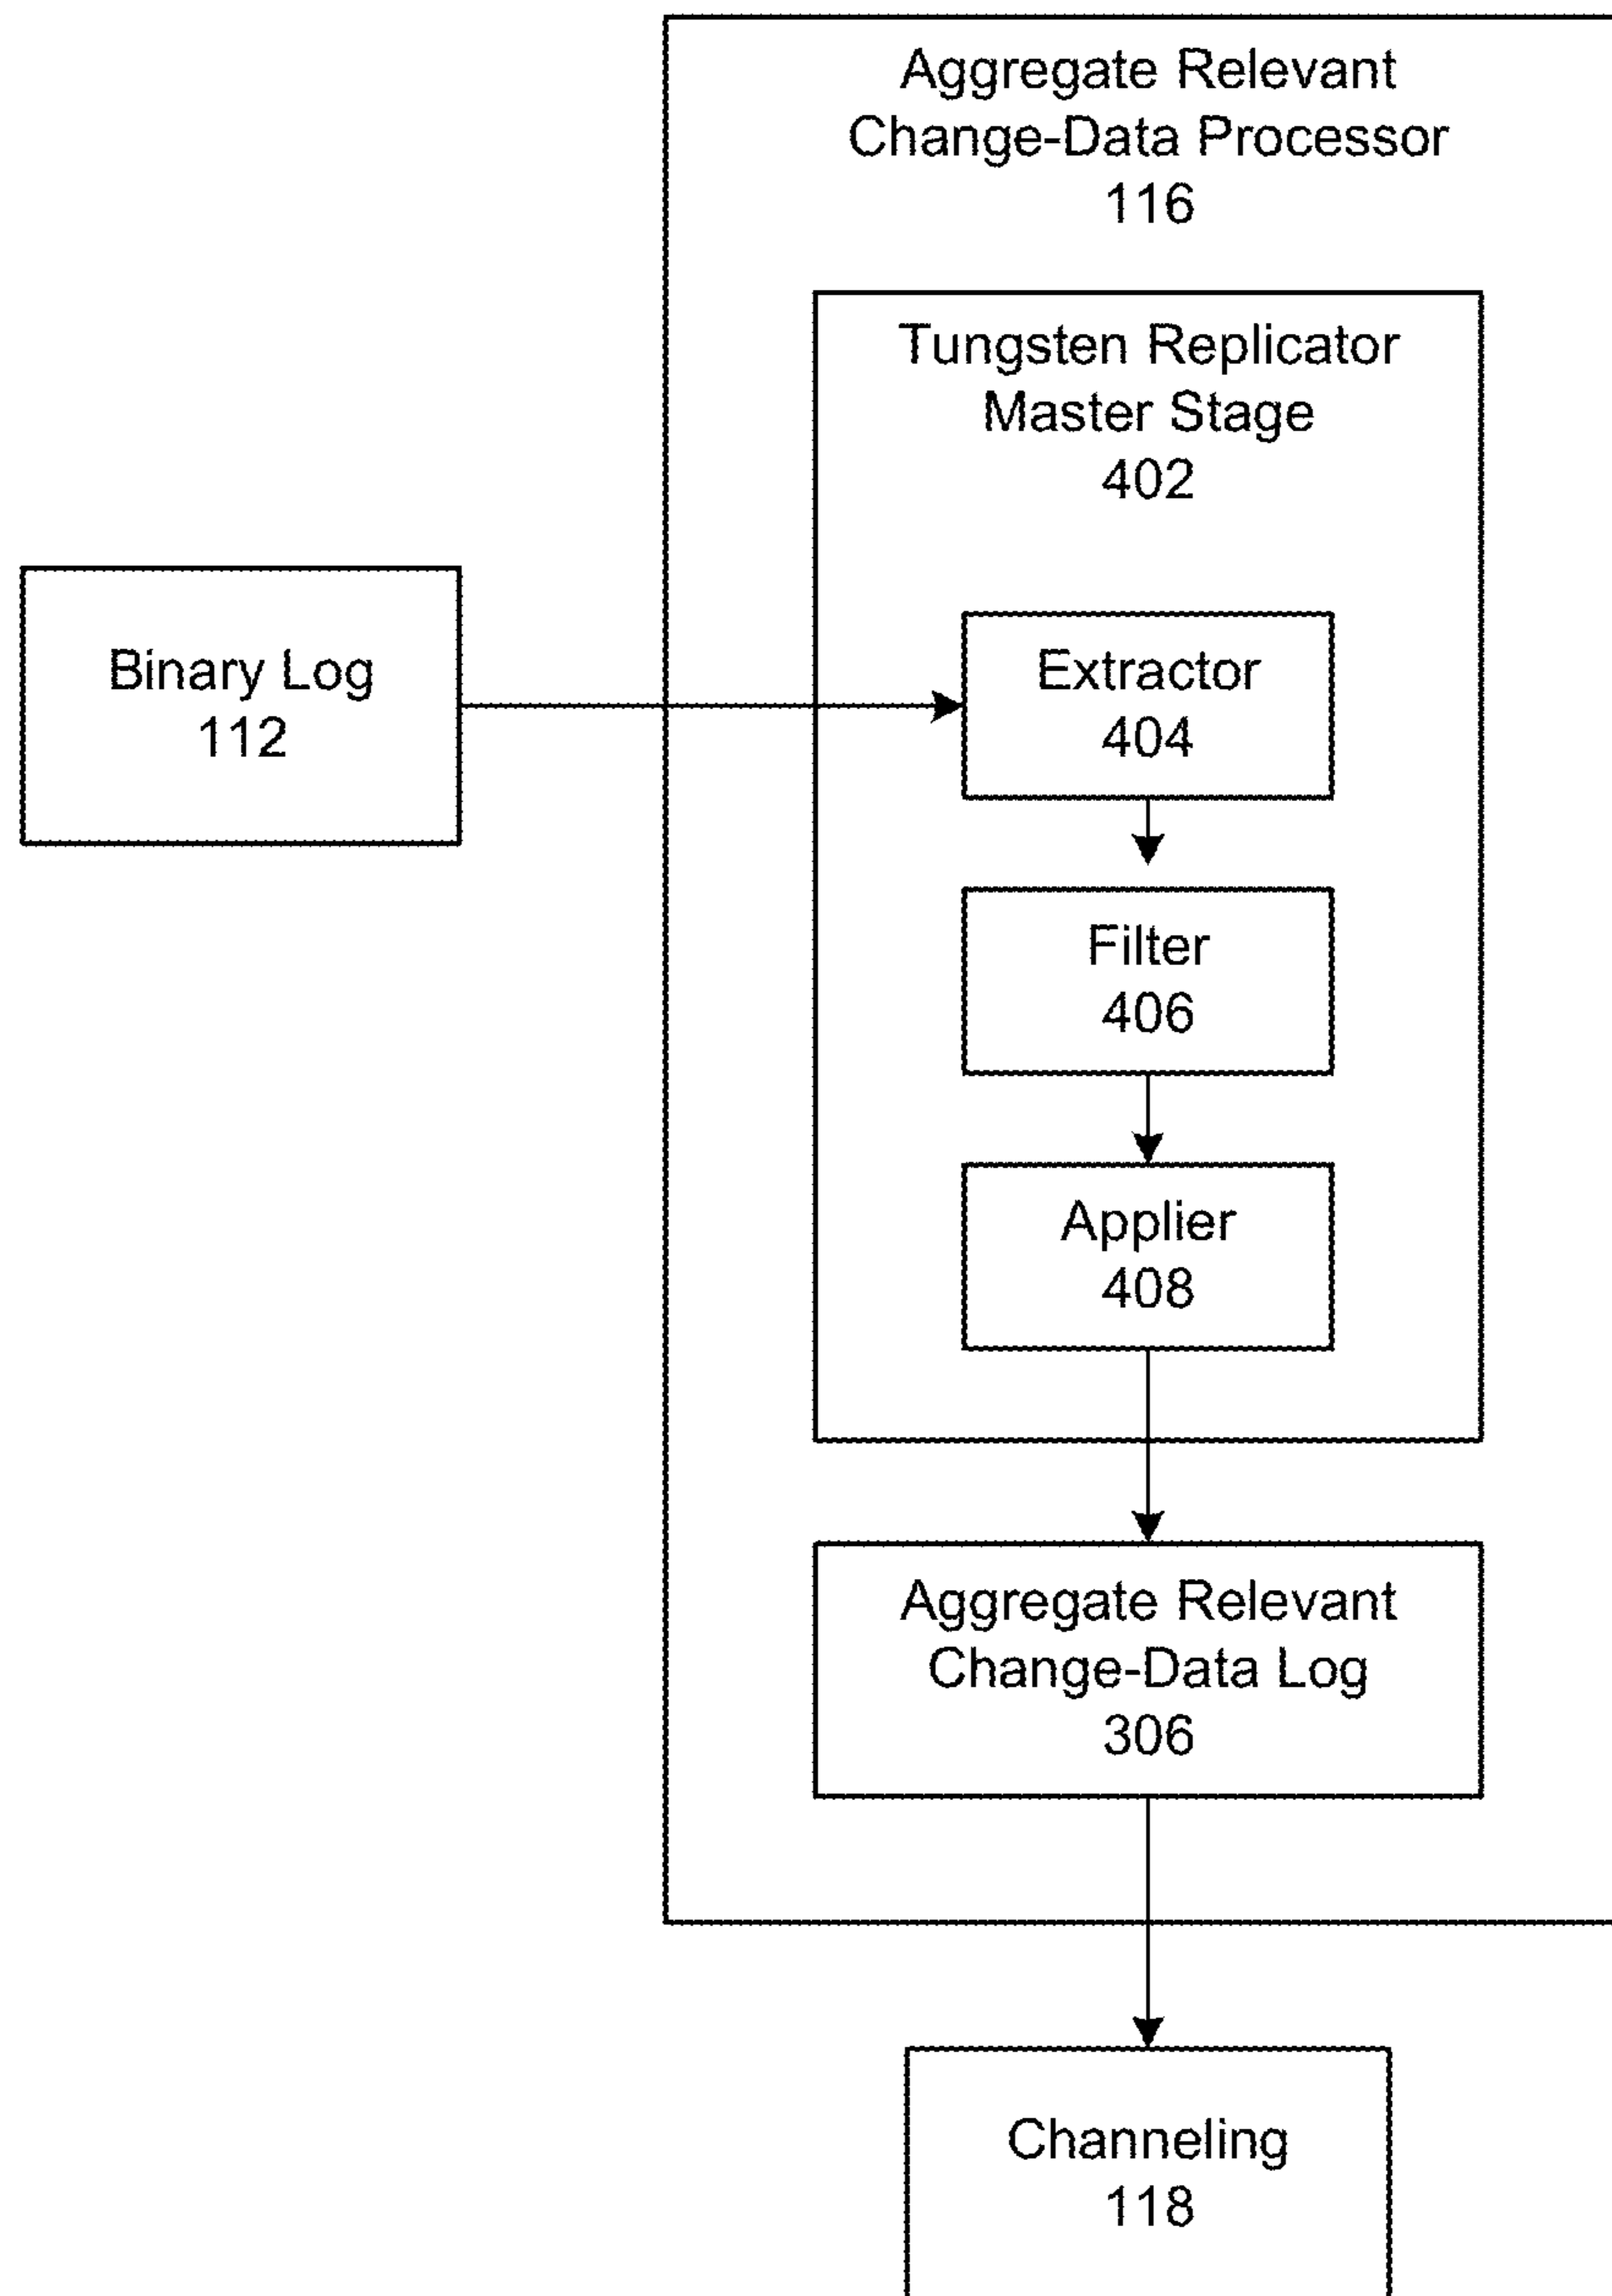 Aggregate Relevant
Change-Data Processor
116
Tungsten Replicator
Master Stage
402
Binary Log
112
Extractor
404
Filter
406
Applier
408
Aggregate Relevant
Change-Data Log
306
Channeling
118